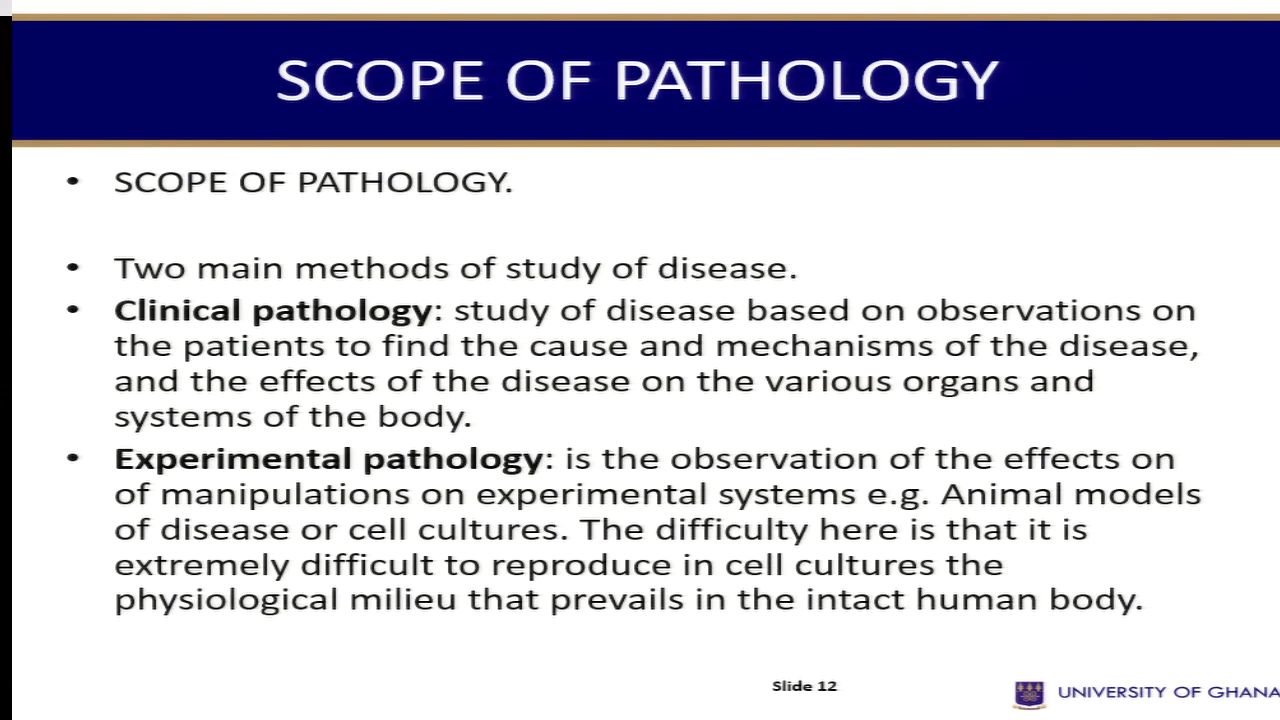 SCOPE OF PATHOLOGY
• SCOPE OF PATHOLOGY.
• Two main methods of study of disease.
• Clinical pathology: study of disease based on observations on
the patients to find the cause and mechanisms of the disease,
and the effects of the disease on the various organs and
systems of the body.
• Experimental pathology: is the observation of the effects on
of manipulations on experimental systems e.g. Animal models
of disease or cell cultures. The difficulty here is that it is
extremely difficult to reproduce in cell cultures the
physiological milieu that prevails in the intact human body.
Slide 12
UNIVERSITY OF GHANA